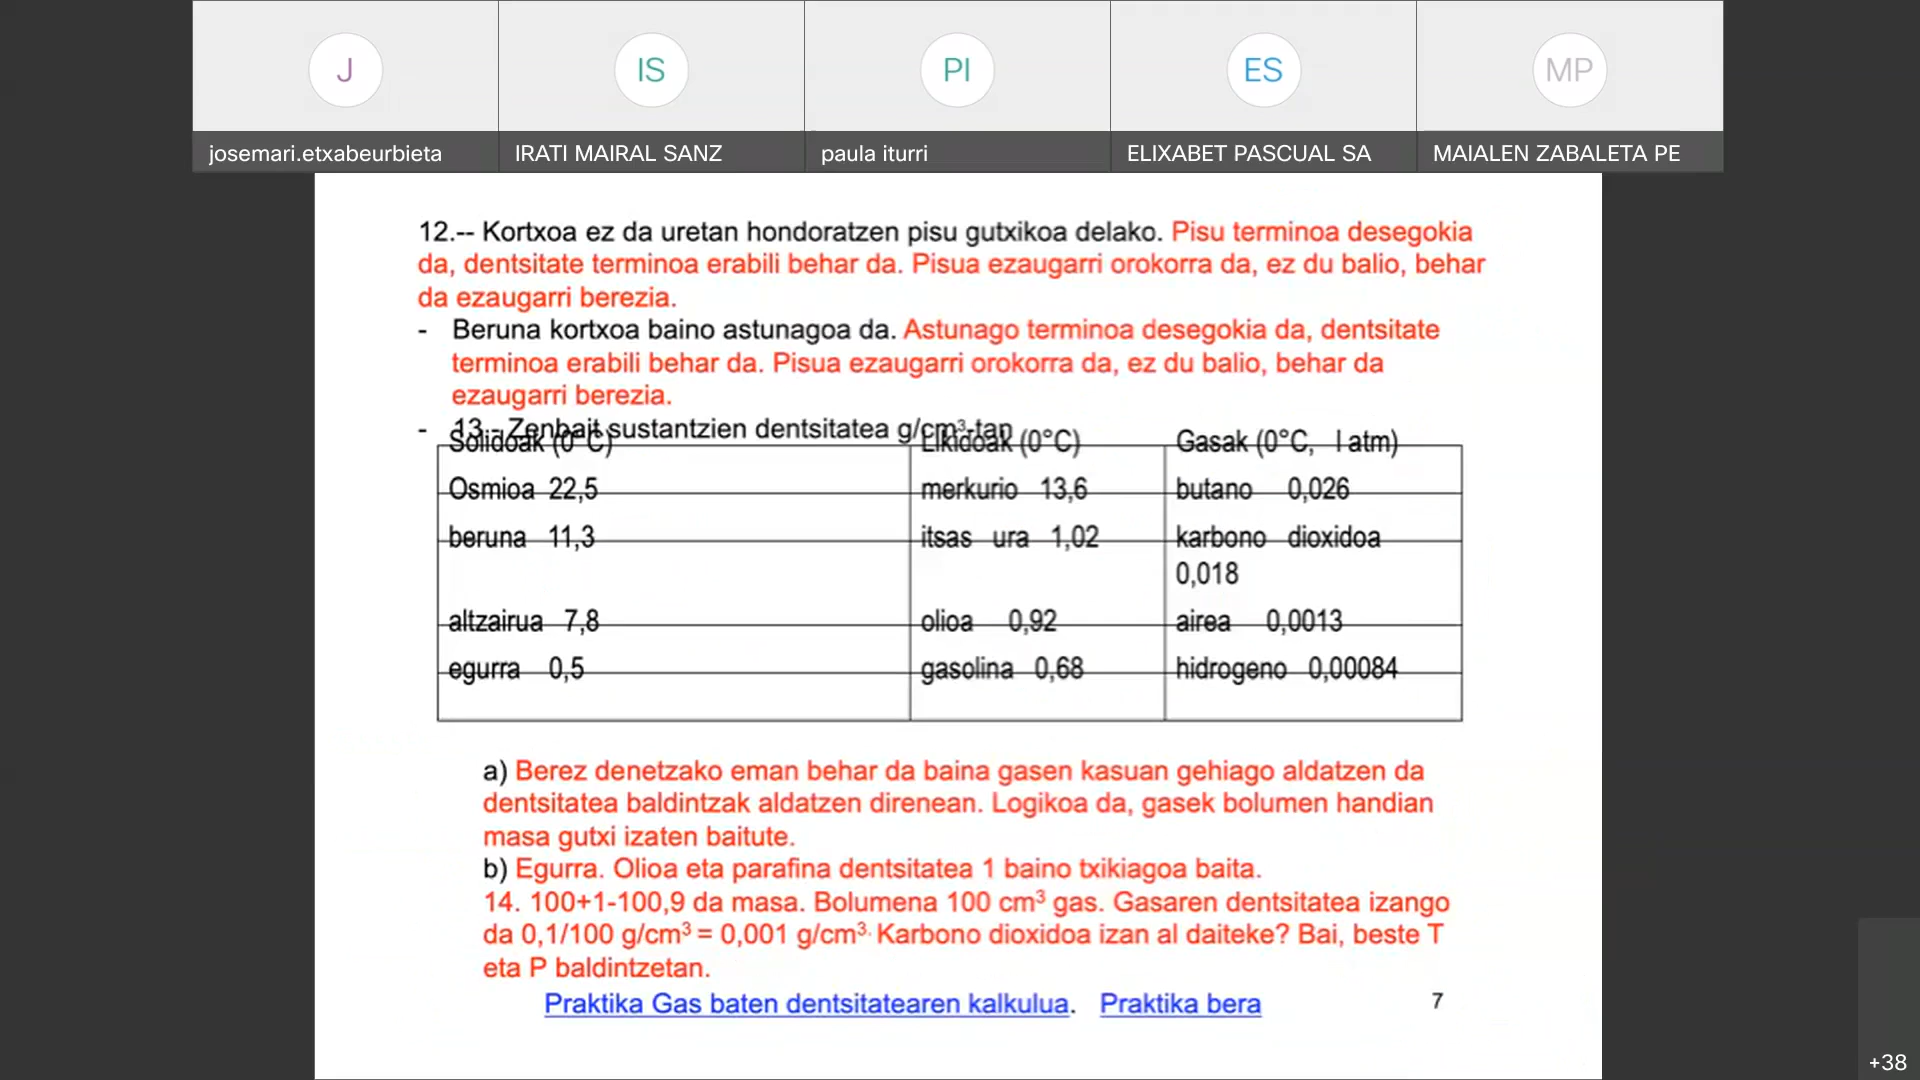 J
IS
PI
ES
MP
josemari.etxabeurbieta
IRATI MAIRAL SANZ
paula iturri
ELIXABET PASCUAL SA
MAIALEN ZABALETA PE
12.-- Kortxoa ez da uretan hondoratzen pisu gutxikoa delako. Pisu terminoa desegokia
da, dentsitate terminoa erabili behar da. Pisua ezaugarri orokorra da, ez du balio, behar
da ezaugarri berezia.
- Beruna kortxoa baino astunagoa da. Astunago terminoa desegokia da, dentsitate
terminoa erabili behar da. Pisua ezaugarri orokorra da, ez du balio, behar da
ezaugarri berezia.
- 13.- Zenbait sustantzien dentsitatea g/cm³-tan
Solidoak (0°C) Likidoak (0°C) Gasak (0°C, l atm)
Osmioa 22,5 merkurio 13,6 butano 0,026
beruna 11,3 itsas ura 1,02 karbono dioxidoa
0,018
altzairua 7,8 olioa 0,92 airea 0,0013
egurra 0,5 gasolina 0,68 hidrogeno 0,00084
a) Berez denetzako eman behar da baina gasen kasuan gehiago aldatzen da
dentsitatea baldintzak aldatzen direnean. Logikoa da, gasek bolumen handian
masa gutxi izaten baitute.
b) Egurra. Olioa eta parafina dentsitatea 1 baino txikiagoa baita.
14. 100+1-100,9 da masa. Bolumena 100 cm³ gas. Gasaren dentsitatea izango
da 0,1/100 g/cm³ = 0,001 g/cm³. Karbono dioxidoa izan al daiteke? Bai, beste T
eta P baldintzetan.
Praktika Gas baten dentsitatearen kalkulua. Praktika bera
7
+38